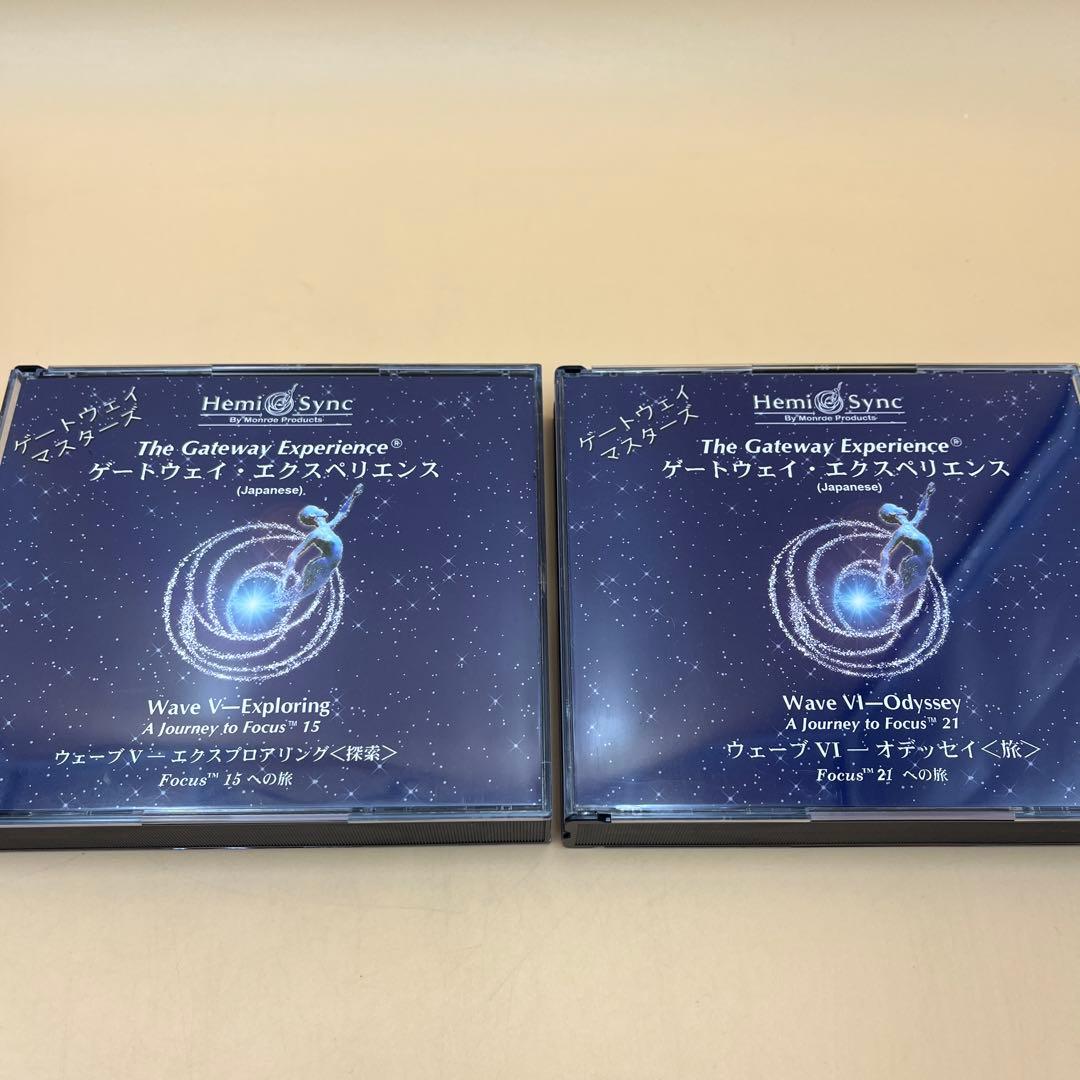 ゲートウェイ
マスターズ
Hemi Sync
By Monroe Products
The Gateway Experience®
ゲートウェイ・エクスペリエンス
(Japanese)
Wave V—Exploring
A Journey to Focus™ 15
ウェーブ V — エクスプロアリング<探索>
Focus™ 15 への旅
ゲートウェイ
マスターズ
Hemi Sync
By Monroe Products
The Gateway Experience®
ゲートウェイ・エクスペリエンス
(Japanese)
Wave VI—Odyssey
A Journey to Focus™ 21
ウェーブ VI — オデッセイ<旅>
Focus™ 21 への旅